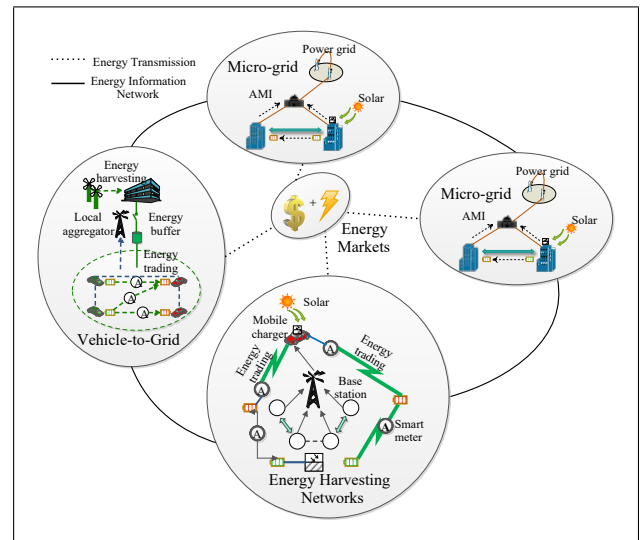 Energy Transmission
Energy Information
Network
Power grid
Micro-grid
AMI
Solar
Energy
harvesting
Local
aggregator
Energy
buffer
Energy
trading
A
A
A
Vehicle-to-Grid
$ +
Energy
Markets
Power grid
Micro-grid
AMI
Solar
Solar
Mobile
charger
A
Energy
trading
Energy
trading
A
Base
station
A
A
Smart
meter
Energy Harvesting
Networks